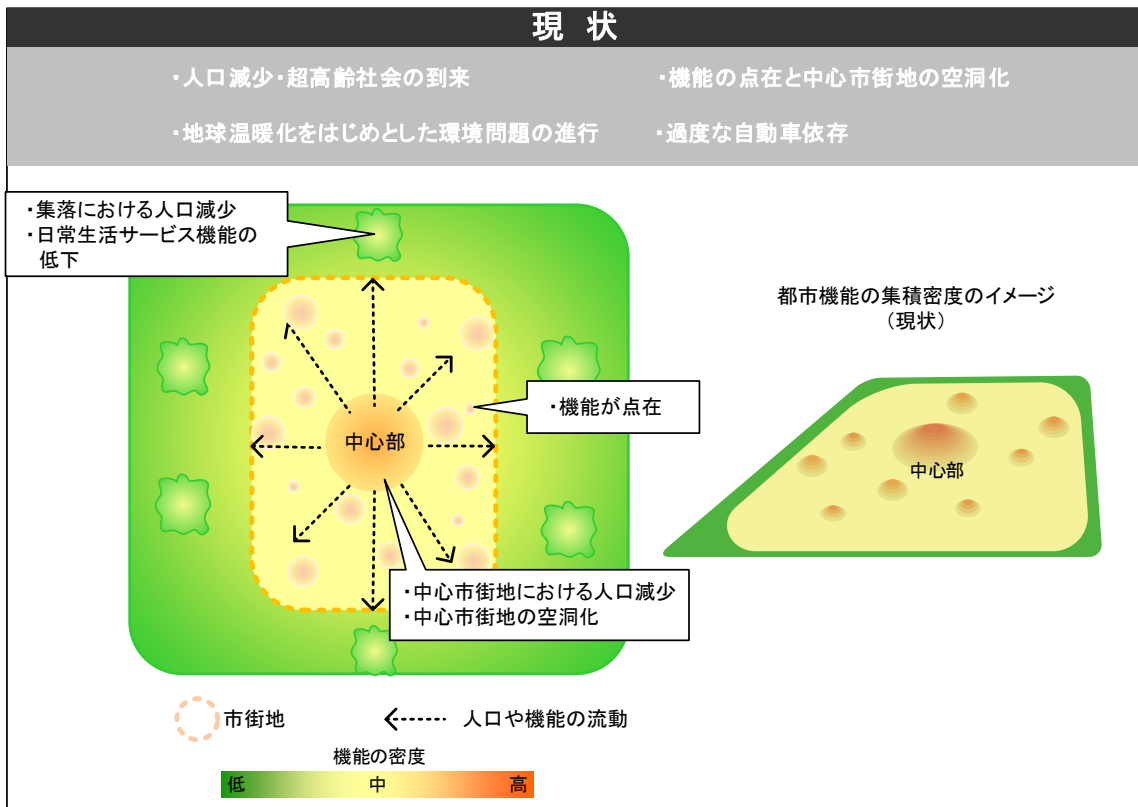 現 状
・人口減少・超高齢社会の到来
・機能の点在と中心市街地の空洞化
・地球温暖化をはじめとした環境問題の進行
・過度な自動車依存
・集落における人口減少
・日常生活サービス機能の
低下
都市機能の集積密度のイメージ
（現状）
・機能が点在
中心部
中心部
・中心市街地における人口減少
・中心市街地の空洞化
市街地
人口や機能の流動
機能の密度
低 中 高